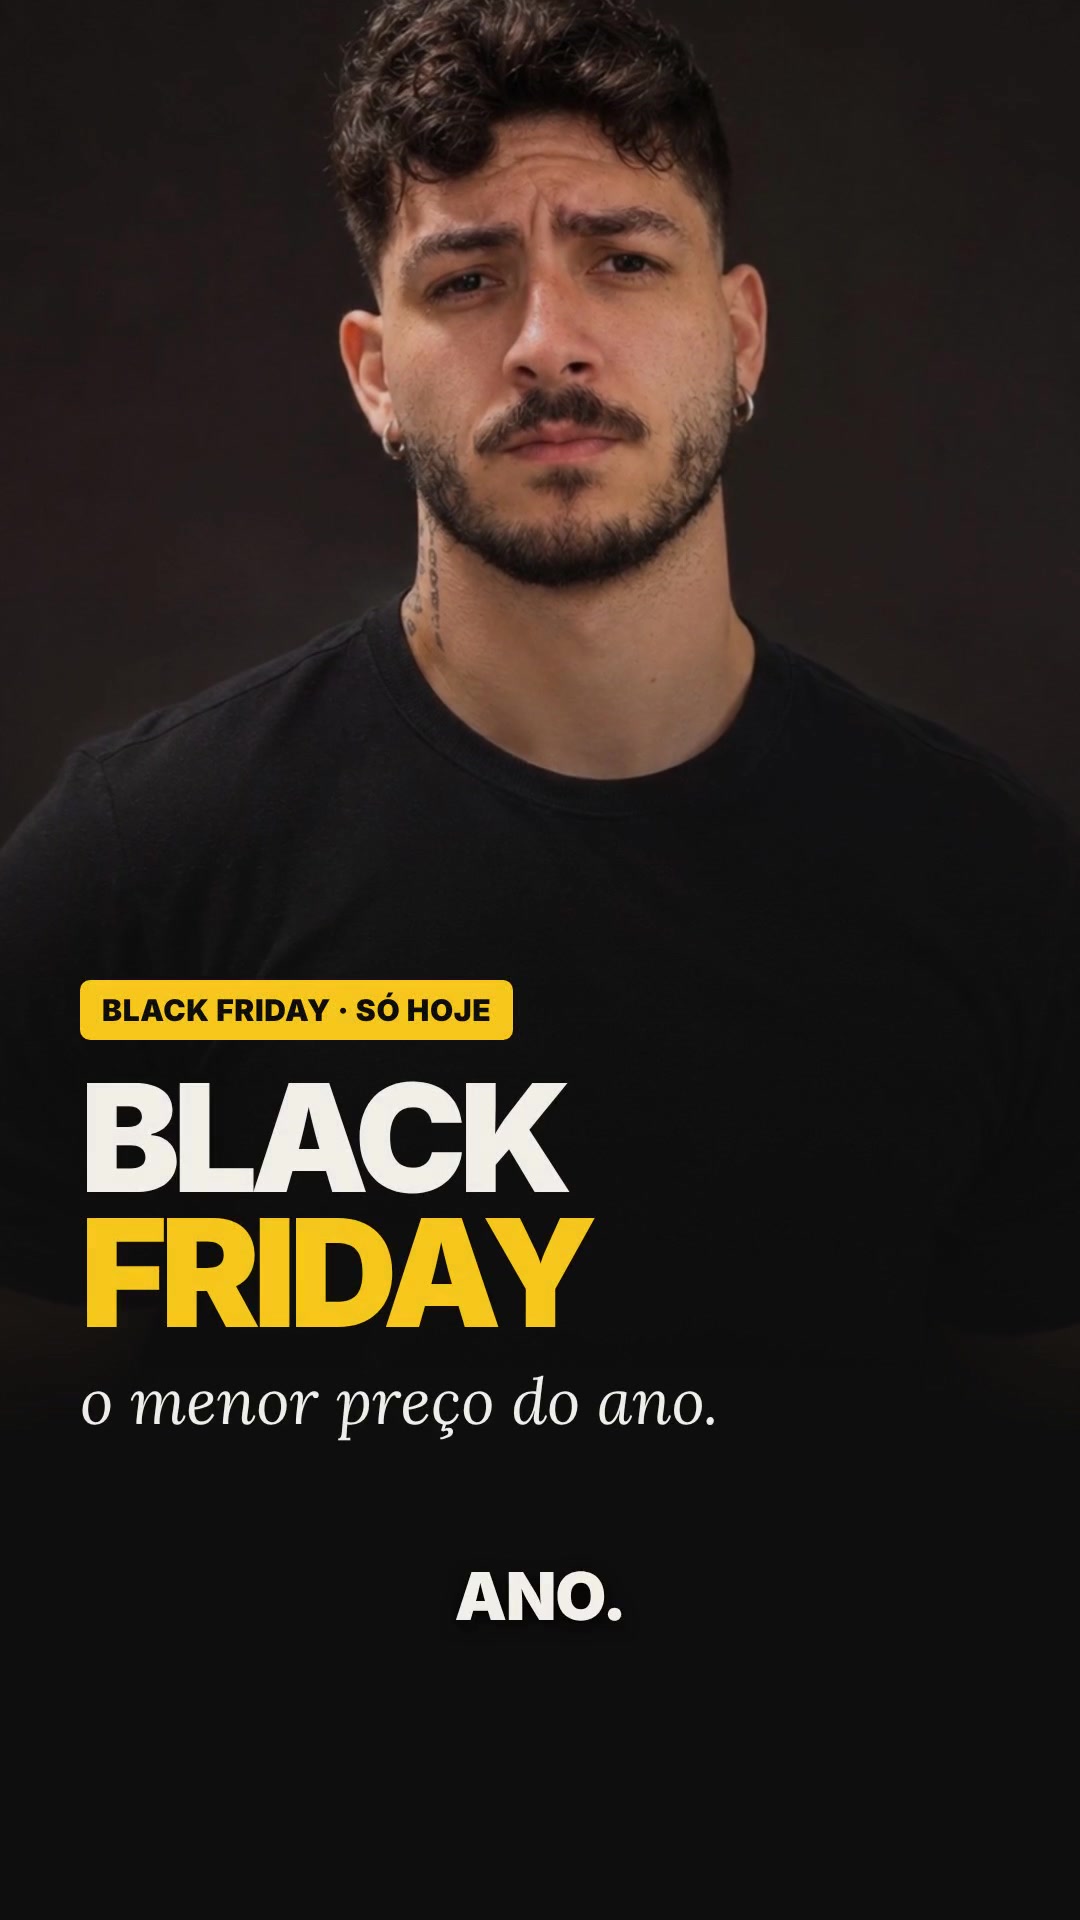 BLACK FRIDAY · SÓ HOJE
BLACK
FRIDAY
o menor preço do ano.
ANO.